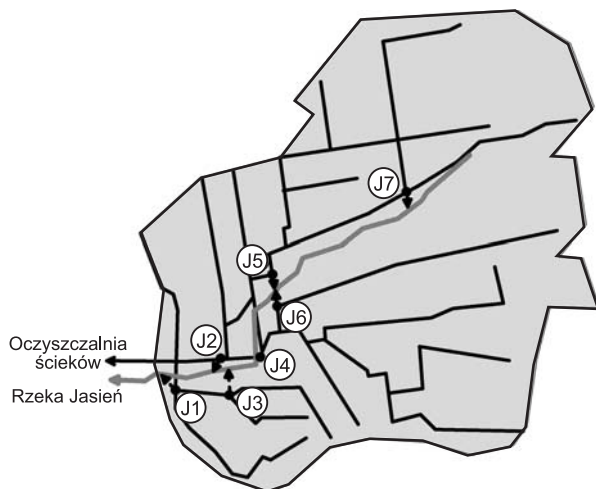 J7
J5
J6
Oczyszczalnia
ścieków
J2
J4
Rzeka Jasień
J1
J3